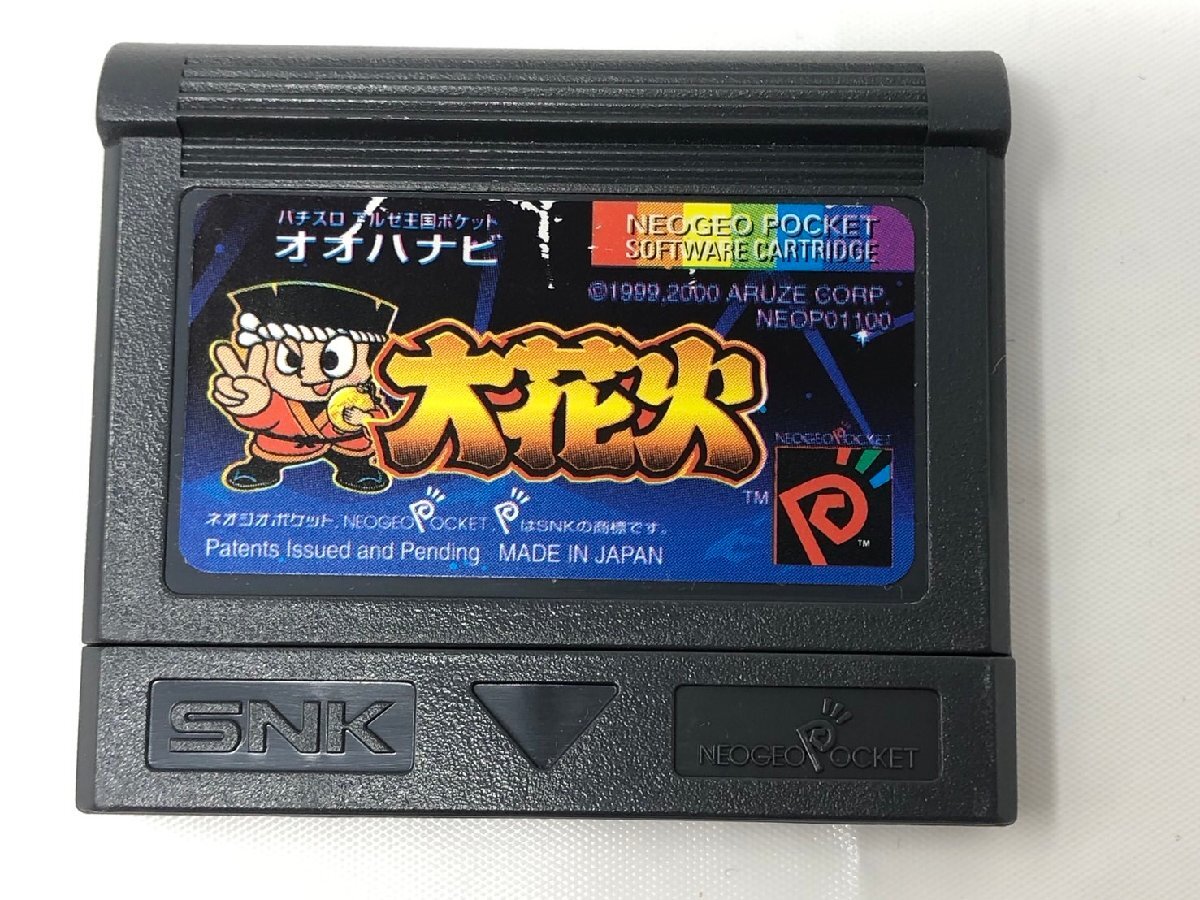 パチスロ アルゼ王国ポケット
オオハナビ
NEOGEO POCKET
SOFTWARE CARTRIDGE
©1999,2000 ARUZE CORP.
NEOP01100
大花火
TM
NEOGEO POCKET
TM
ネオジオポケット, NEOGEO POCKET, PはSNKの商標です。
Patents Issued and Pending MADE IN JAPAN
SNK
NEOGEO POCKET